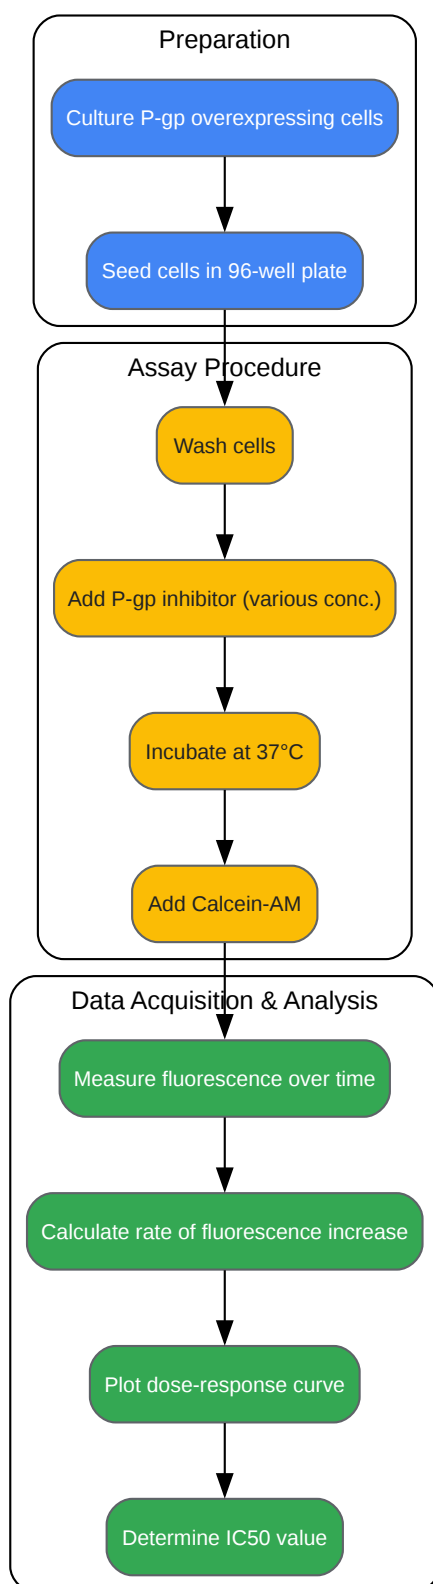 Preparation
Culture P-gp overexpressing cells
Seed cells in 96-well plate
Assay Procedure
Wash cells
Add P-gp inhibitor (various conc.)
Incubate at 37°C
Add Calcein-AM
Data Acquisition & Analysis
Measure fluorescence over time
Calculate rate of fluorescence increase
Plot dose-response curve
Determine IC50 value